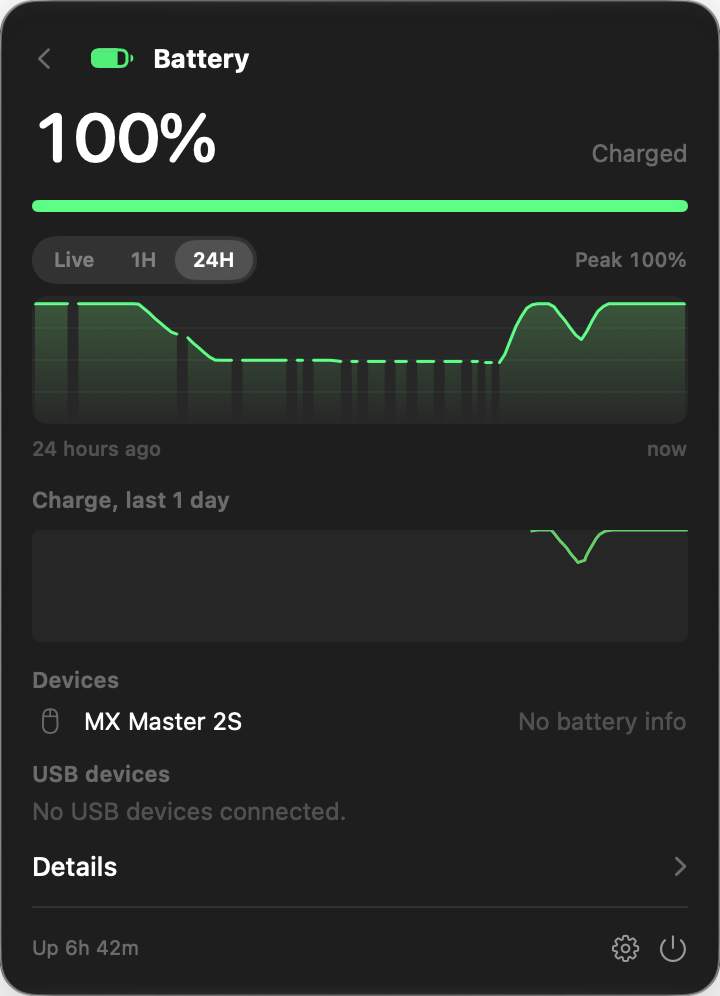 Battery
100%
Charged
Live 1H 24H
Peak 100%
24 hours ago
now
Charge, last 1 day
Devices
MX Master 2S
No battery info
USB devices
No USB devices connected.
Details
Up 6h 42m